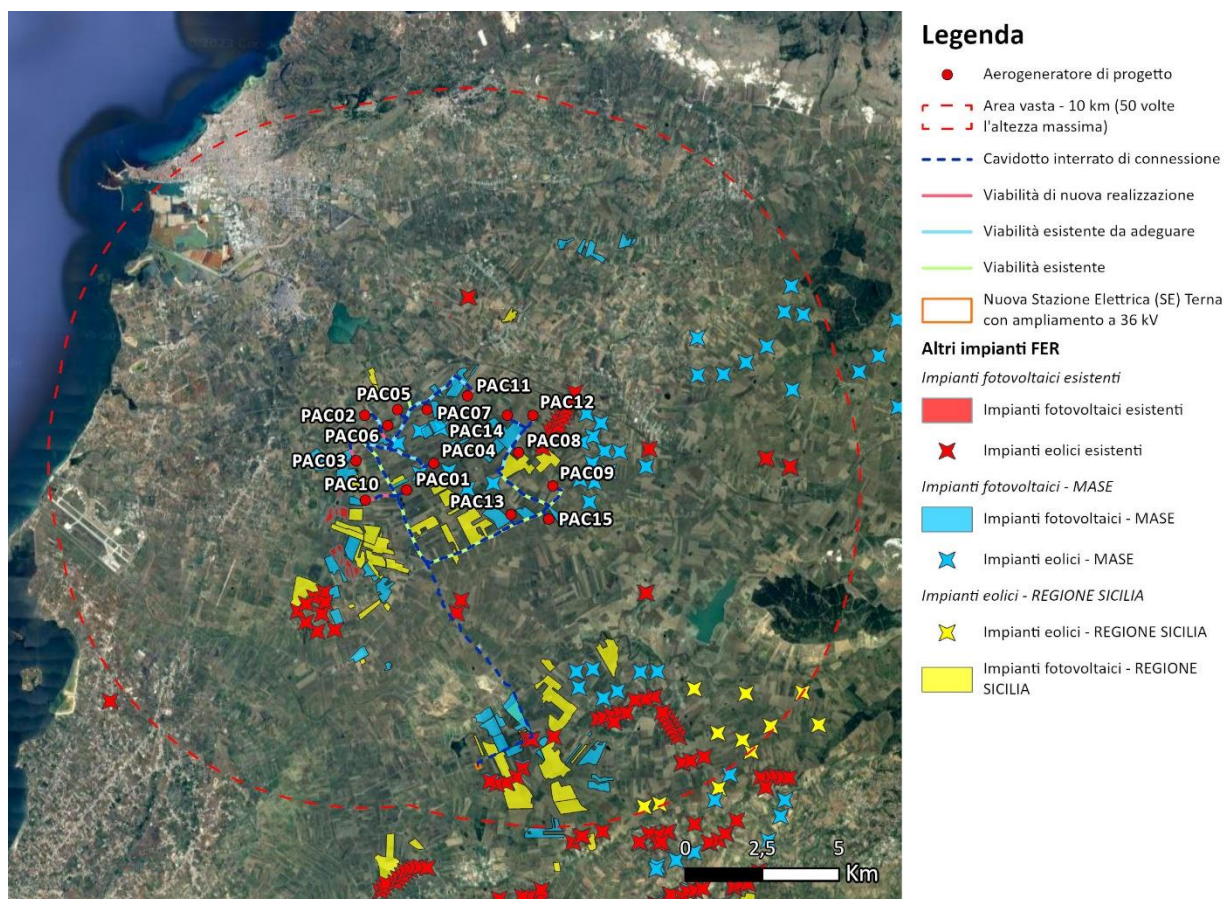 Legenda
Aerogeneratore di progetto
Area vasta - 10 km (50 volte
l'altezza massima)
Cavidotto interrato di connessione
Viabilità di nuova realizzazione
Viabilità esistente da adeguare
Viabilità esistente
Nuova Stazione Elettrica (SE) Terna
con ampliamento a 36 kV
Altri impianti FER
Impianti fotovoltaici esistenti
Impianti fotovoltaici esistenti
Impianti eolici esistenti
Impianti fotovoltaici - MASE
Impianti fotovoltaici - MASE
Impianti eolici - MASE
Impianti eolici - REGIONE SICILIA
Impianti eolici - REGIONE SICILIA
Impianti fotovoltaici - REGIONE
SICILIA
PAC11
PAC05
PAC02
PAC07
PAC12
PAC06
PAC14
PAC03
PAC04
PAC08
PAC10
PAC01
PAC09
PAC13
PAC15
0
2,5
5
Km